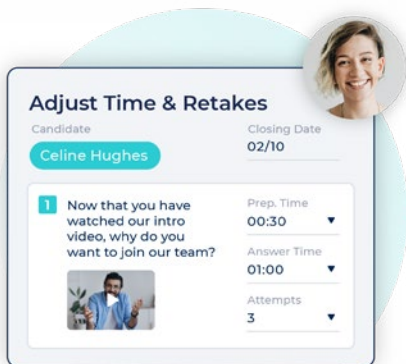 Adjust Time & Retakes
Candidate
Celine Hughes
Closing Date
02/10
1
Now that you have
watched our intro
video, why do you
want to join our team?
Prep. Time
00:30
Answer Time
01:00
Attempts
3